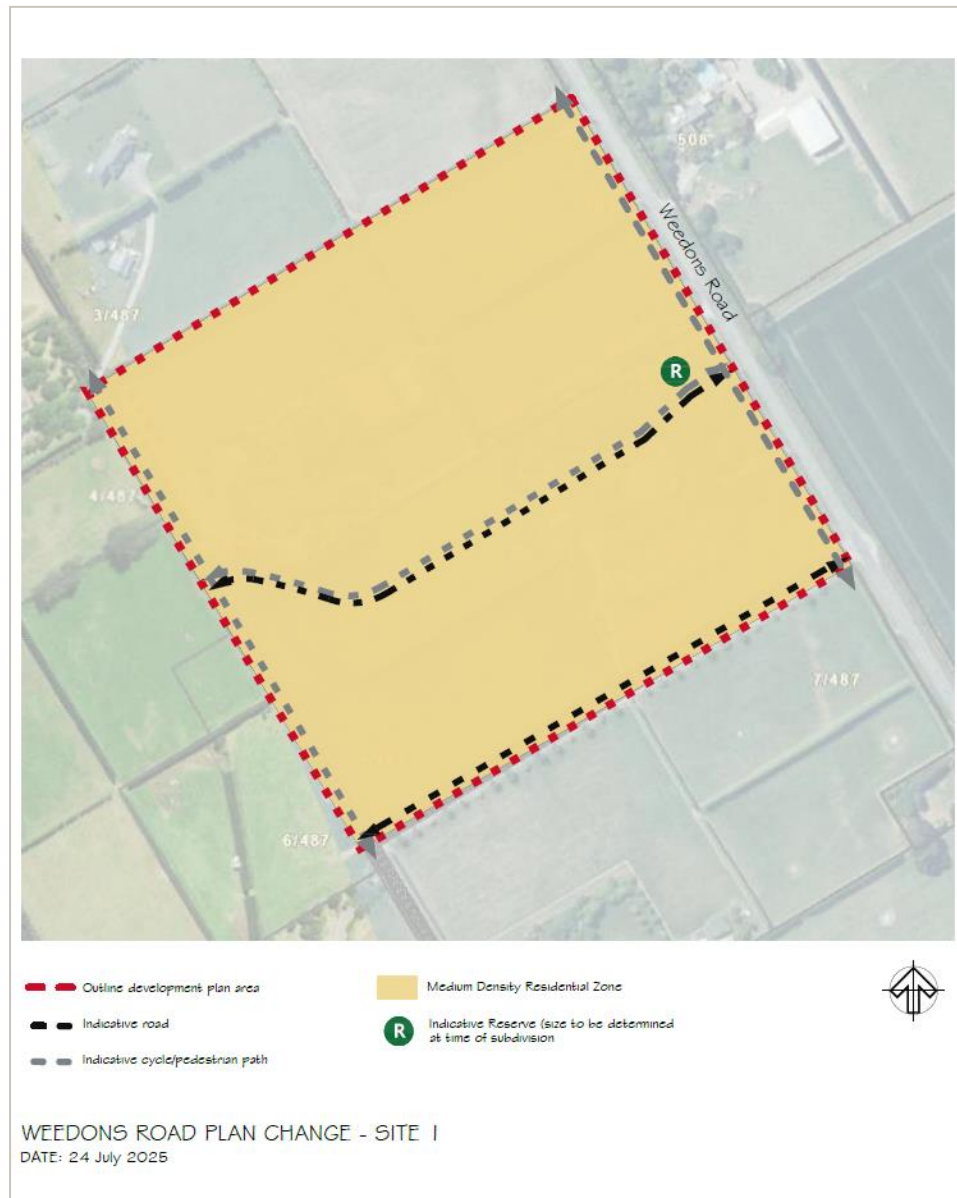 508
Weedons Road
3/487
R
4/487
7/487
6/487
Outline development plan area
Medium Density Residential Zone
Indicative road
R
Indicative Reserve (size to be determined
at time of subdivision
Indicative cycle/pedestrian path
WEEDONS ROAD PLAN CHANGE - SITE 1
DATE: 24 July 2025